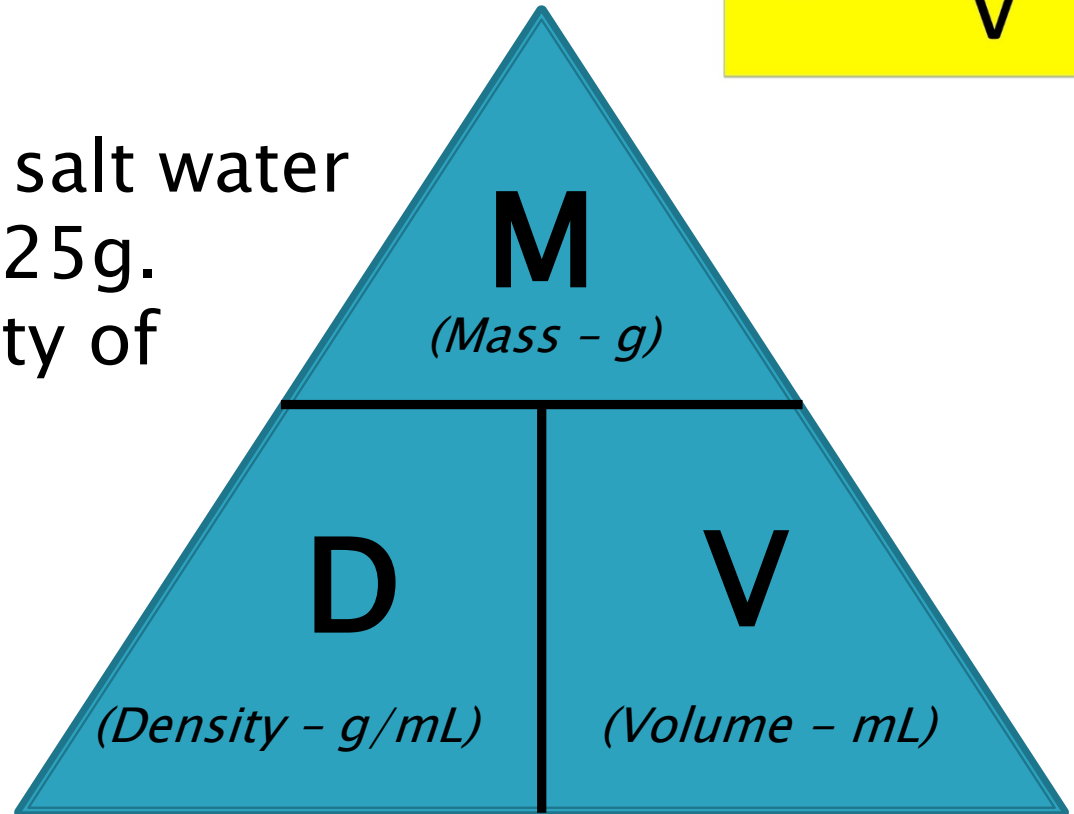 V
salt water
25g.
ty of
M
(Mass – g)
D
V
(Density – g/mL)
(Volume – mL)